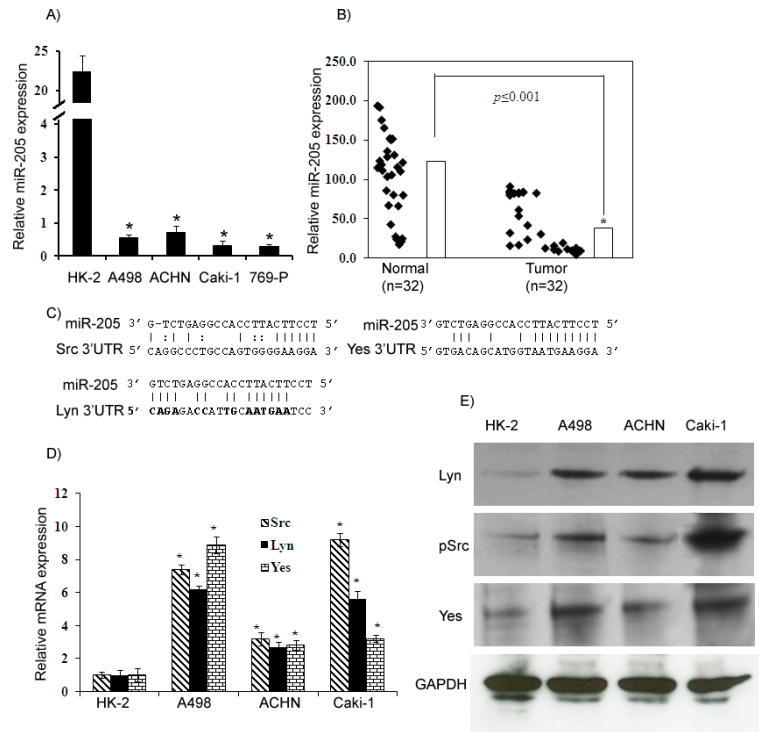 A)
Relative miR-205 expression
25
20
15
4
3
2
1
0
*
*
*
*
HK-2 A498 ACHN Caki-1 769-P
B)
Relative miR-205 expression
250.0
200.0
150.0
100.0
50.0
0.0
p≤0.001
*
Normal
(n=32)
Tumor
(n=32)
C)
miR-205 3′ G-TCTGAGGCCACCTTACTTCCT 5′
Src 3'UTR 5′ CAGGCCCTGCCAGTGGGGAAGGA 3′
miR-205 3′ GTCTGAGGCCACCTTACTTCCT 5′
Yes 3'UTR 5′ GTGACAGCATGGTAATGAAGGA 3′
miR-205 3′ GTCTGAGGCCACCTTACTTCCT 5′
Lyn 3'UTR 5′ CAGAGACCATTGCAATGAATCC 3′
D)
Relative mRNA expression
12
10
8
6
4
2
0
Src
Lyn
Yes
*
*
*
*
*
*
*
*
*
HK-2 A498 ACHN Caki-1
E)
HK-2 A498 ACHN Caki-1
Lyn
pSrc
Yes
GAPDH